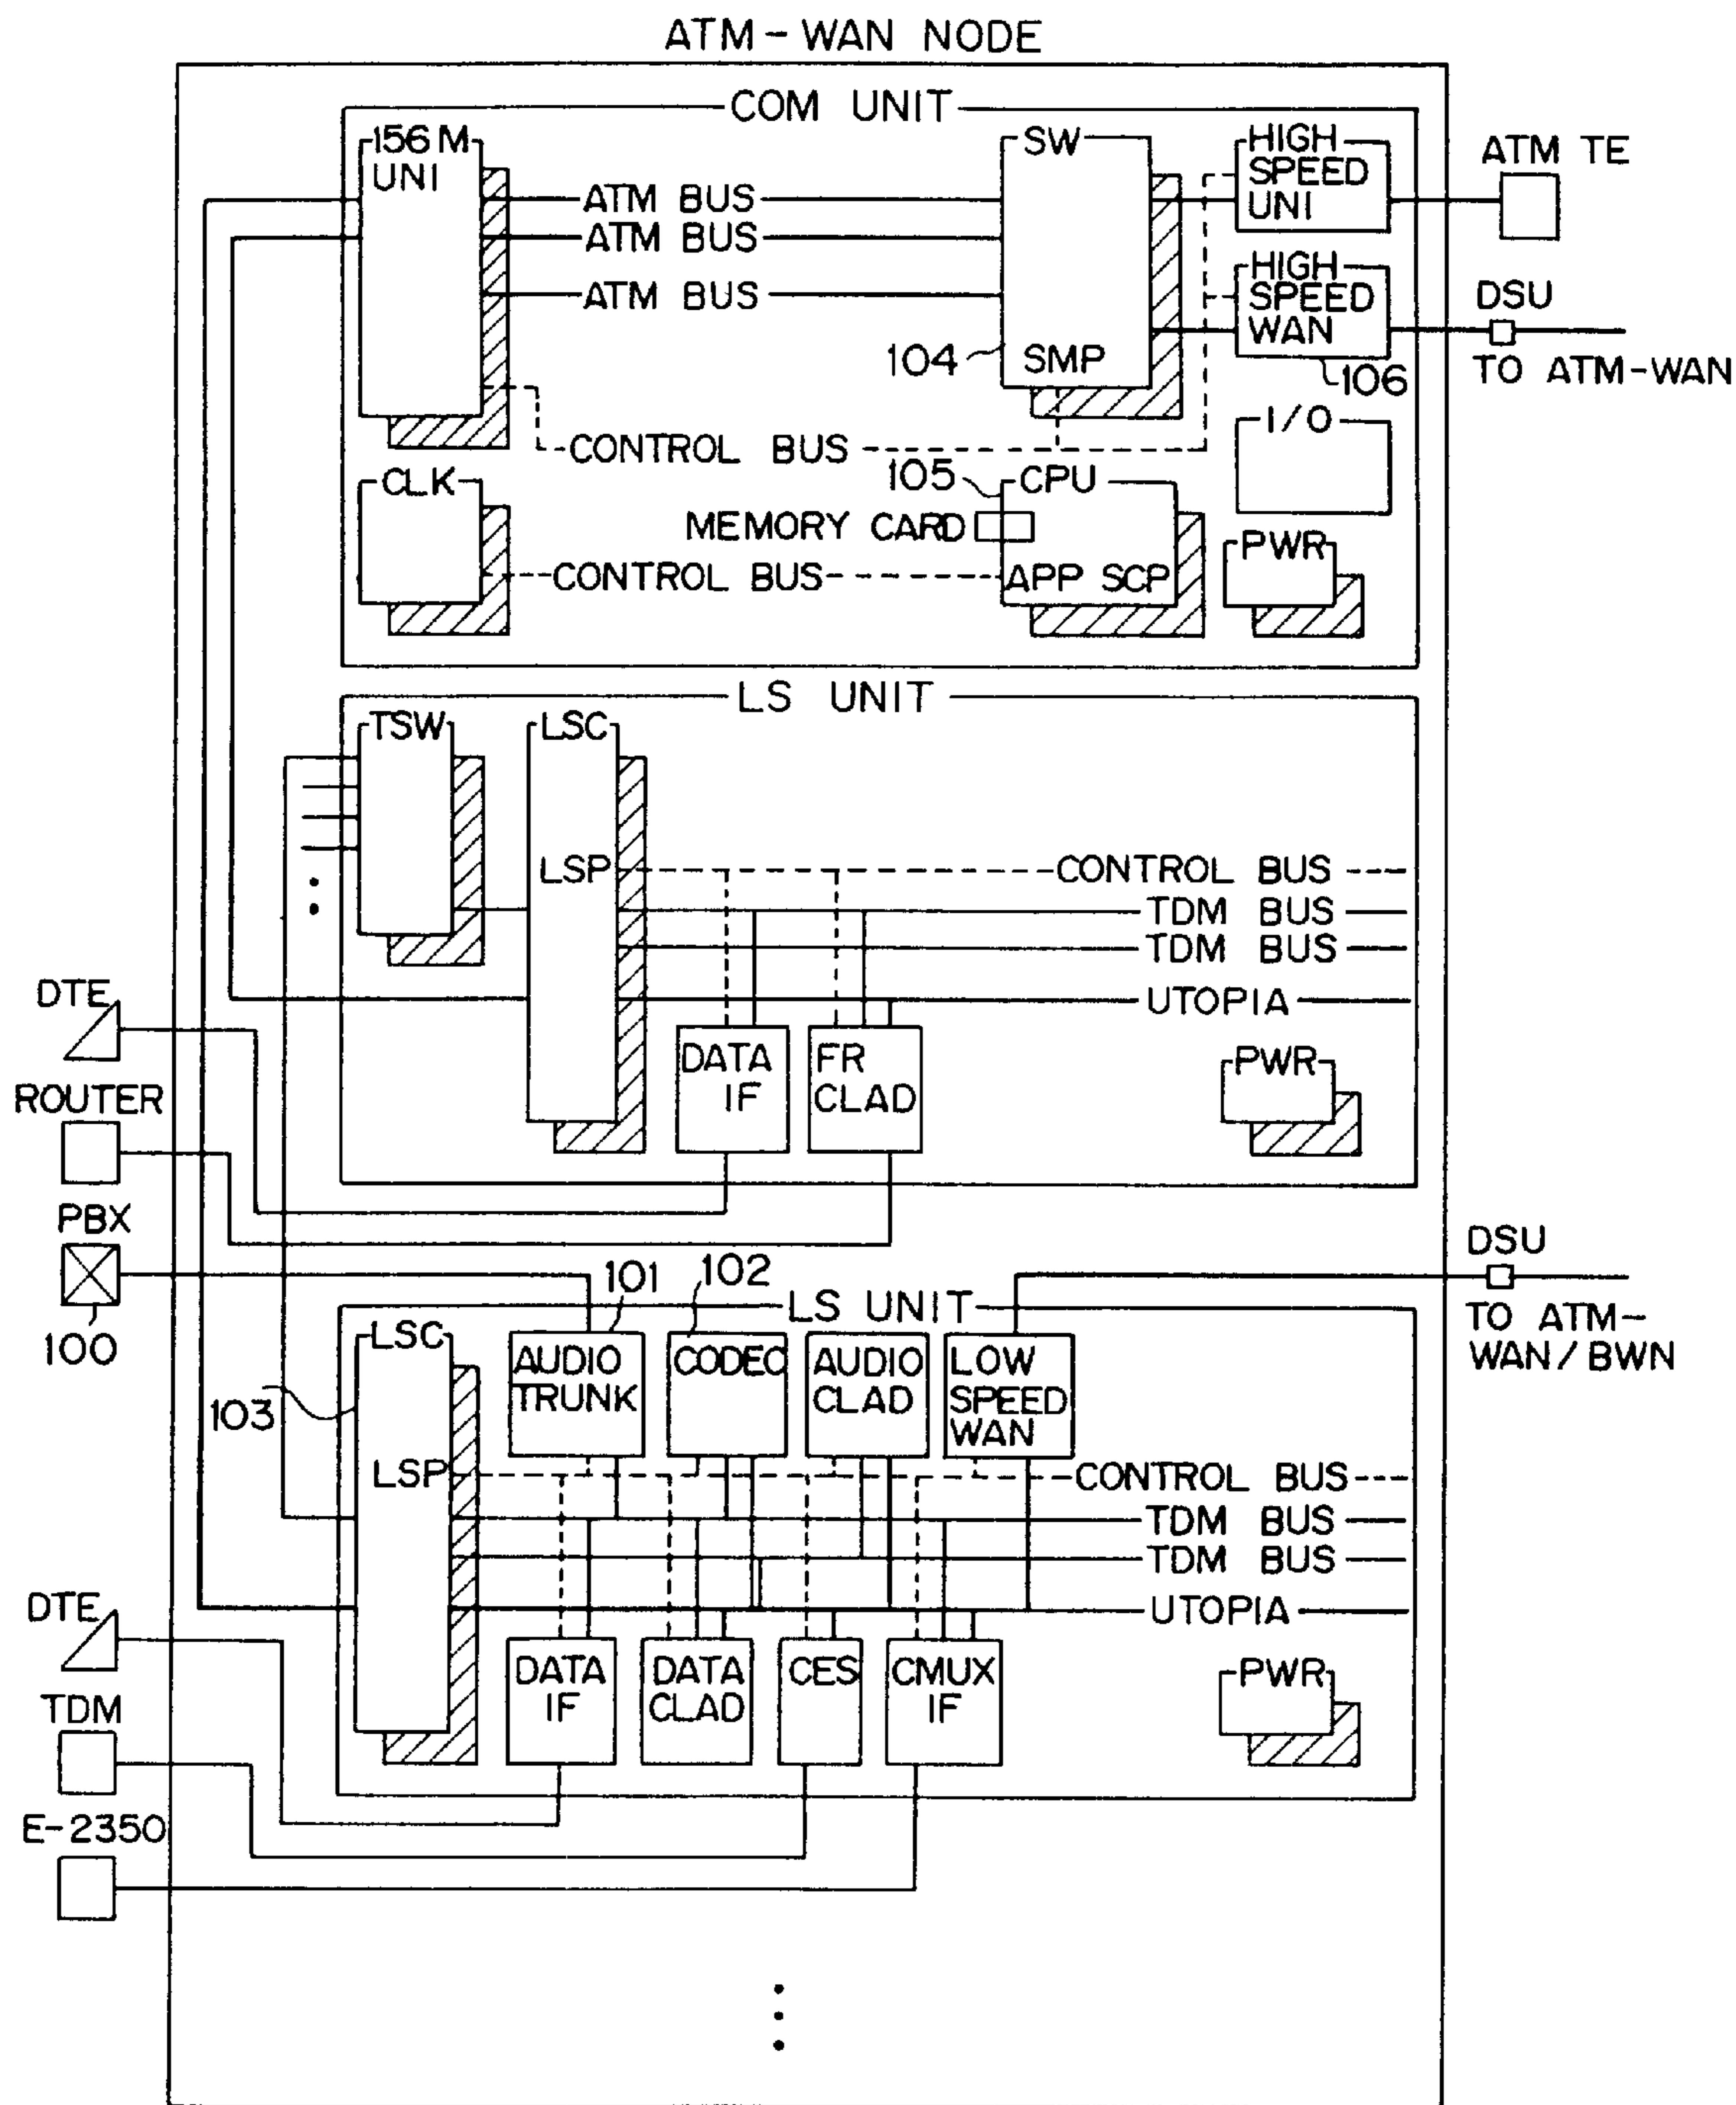 ATM-WAN NODE
COM UNIT
156M
UNI
ATM BUS
ATM BUS
ATM BUS
SW
SMP
104
HIGH
SPEED
UNI
ATM TE
HIGH
SPEED
WAN
106
DSU
TO ATM-WAN
CONTROL BUS
I/O
CLK
105
CPU
MEMORY CARD
APP SCP
CONTROL BUS
PWR
LS UNIT
TSW
LSC
LSP
CONTROL BUS
TDM BUS
TDM BUS
UTOPIA
DTE
DATA
IF
FR
CLAD
PWR
ROUTER
PBX
100
101
102
DSU
TO ATM-
WAN/BWN
LS UNIT
LSC
103
LSP
AUDIO
TRUNK
CODEC
AUDIO
CLAD
LOW
SPEED
WAN
CONTROL BUS
TDM BUS
TDM BUS
UTOPIA
DTE
DATA
IF
DATA
CLAD
CES
CMUX
IF
PWR
TDM
E-2350